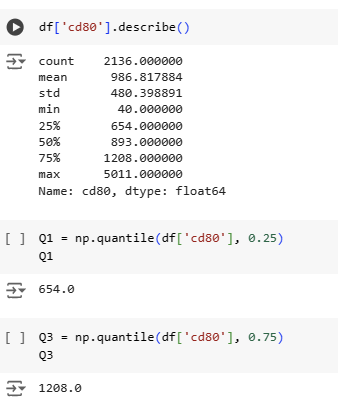 df['cd80'].describe()
count    2136.000000
mean      986.817884
std       480.398891
min        40.000000
25%       654.000000
50%       893.000000
75%      1208.000000
max      5011.000000
Name: cd80, dtype: float64
[ ] Q1 = np.quantile(df['cd80'], 0.25)
Q1
654.0
[ ] Q3 = np.quantile(df['cd80'], 0.75)
Q3
1208.0